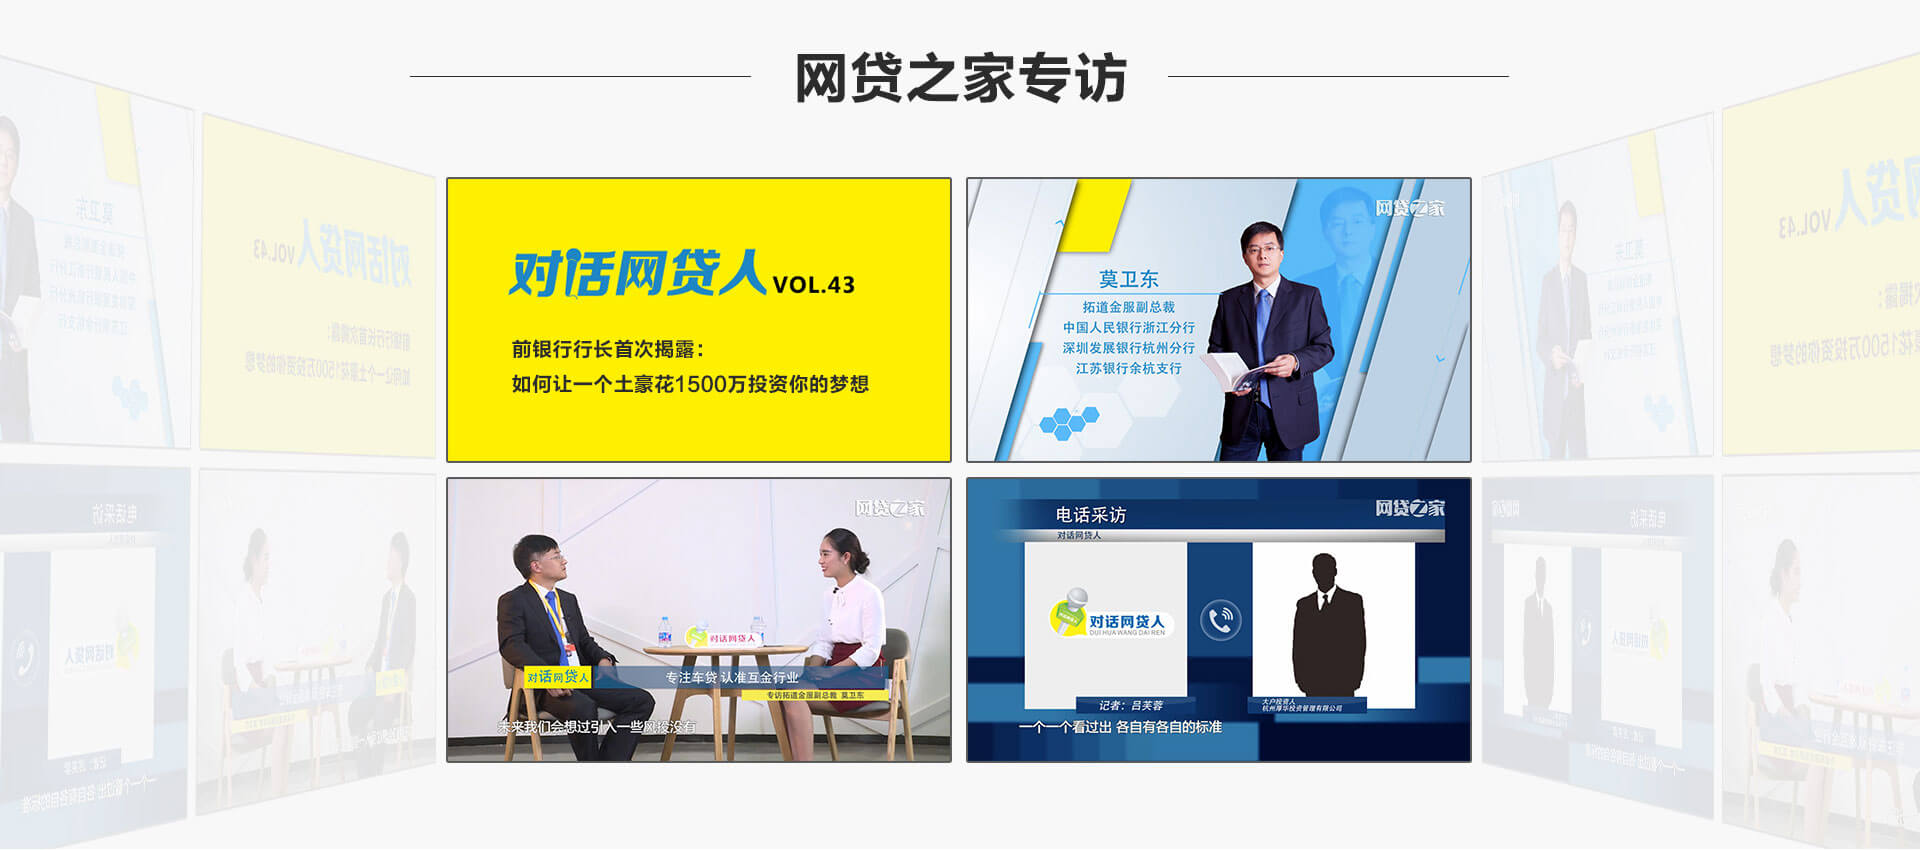 网贷之家专访
对话网贷人 VOL.43
前银行行长首次揭露：
如何让一个土豪花1500万投资你的梦想
网贷之家
莫卫东
拓道金服副总裁
中国人民银行浙江分行
深圳发展银行杭州分行
江苏银行余杭支行
网贷之家
对话网贷人
对话网贷人
专注车贷 认准互金行业
专访拓道金服副总裁 莫卫东
未来我们会想过引入一些风投没有
网贷之家
电话采访
对话网贷人
对话网贷人
DUI HUA WANG DAI REN
记者：吕芙蓉
大户投资人
杭州厚华投资管理有限公司
一个一个看过出 各自有各自的标准